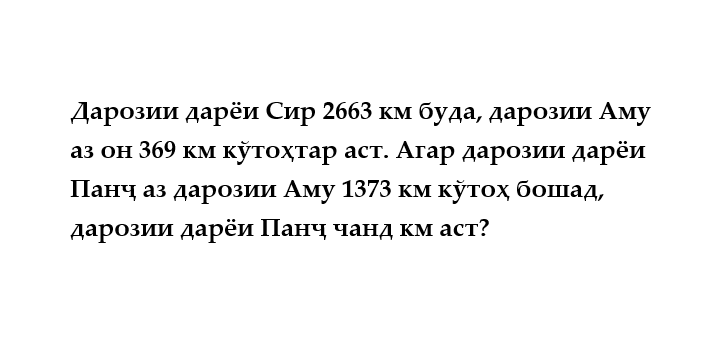 Дарозии дарёи Сир 2663 км буда, дарозии Аму
аз он 369 км кӯтоҳтар аст. Агар дарозии дарёи
Панҷ аз дарозии Аму 1373 км кӯтоҳ бошад,
дарозии дарёи Панҷ чанд км аст?